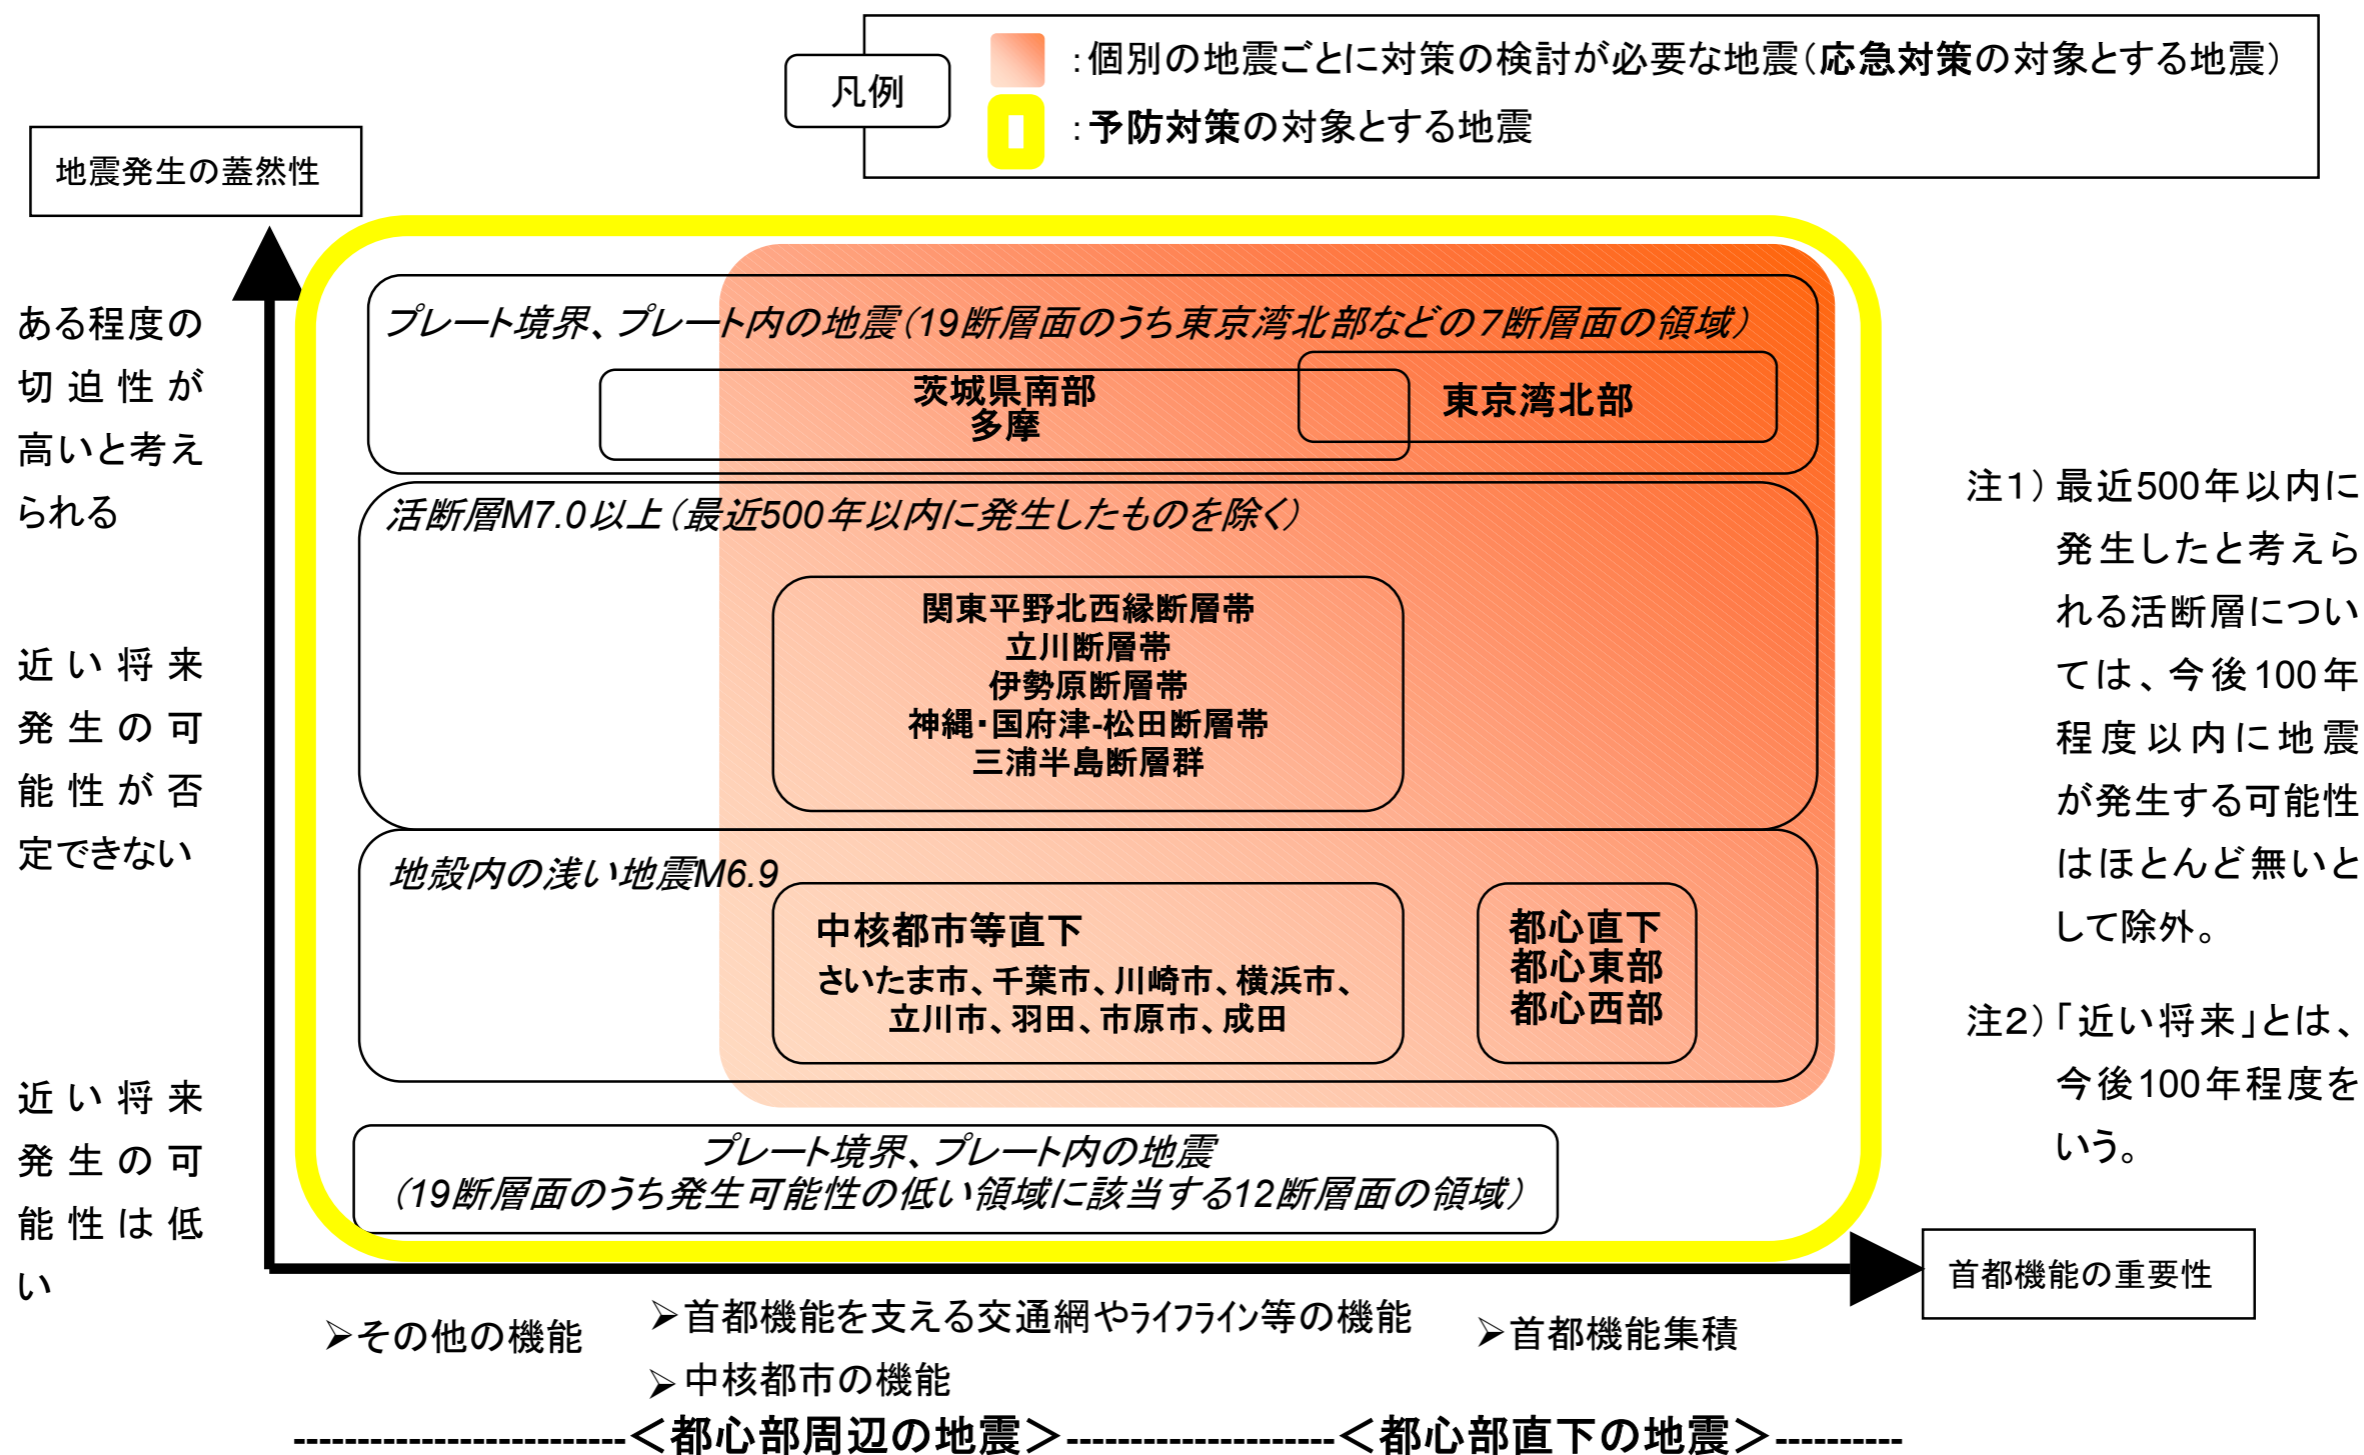 凡例
：個別の地震ごとに対策の検討が必要な地震（応急対策の対象とする地震）
：予防対策の対象とする地震
地震発生の蓋然性
ある程度の
切迫性が
高いと考え
られる
近い将来
発生の可
能性が否
定できない
近い将来
発生の可
能性は低
い
プレート境界、プレート内の地震（19断層面のうち東京湾北部などの7断層面の領域）
茨城県南部
多摩
東京湾北部
活断層M7.0以上（最近500年以内に発生したものを除く）
関東平野北西縁断層帯
立川断層帯
伊勢原断層帯
神縄・国府津-松田断層帯
三浦半島断層群
地殻内の浅い地震M6.9
中核都市等直下
さいたま市、千葉市、川崎市、横浜市、
立川市、羽田、市原市、成田
都心直下
都心東部
都心西部
プレート境界、プレート内の地震
（19断層面のうち発生可能性の低い領域に該当する12断層面の領域）
注1）最近500年以内に
発生したと考えら
れる活断層につい
ては、今後100年
程度以内に地震
が発生する可能性
はほとんど無いと
して除外。
注2）「近い将来」とは、
今後100年程度を
いう。
首都機能の重要性
➢その他の機能
➢首都機能を支える交通網やﾗｲﾌﾗｲﾝ等の機能
➢中核都市の機能
➢首都機能集積
--------------------------＜都心部周辺の地震＞---------------------＜都心部直下の地震＞----------